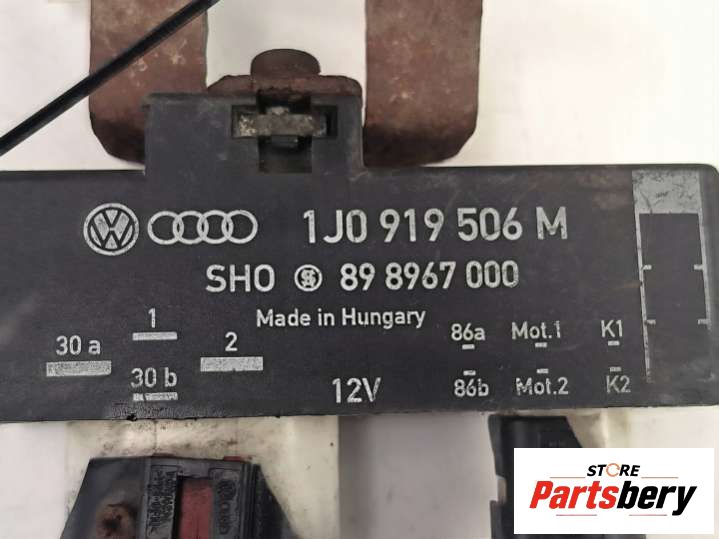 1J0 919 506 M
SHO 89 8967 000
Made in Hungary
30 a 1 2 86a Mot.1 K1
30 b 12V 86b Mot.2 K2
STORE
Partsbery